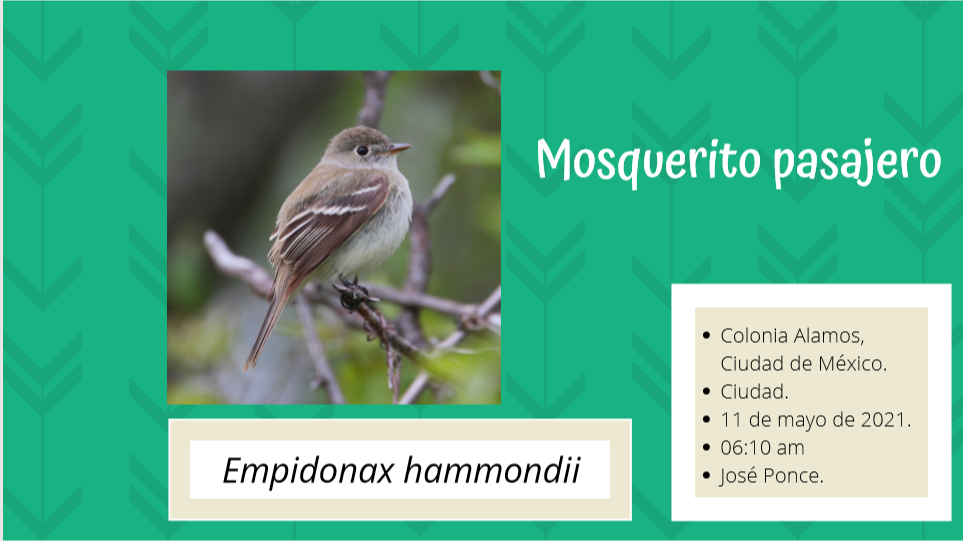 Mosquerito pasajero
Colonia Alamos,
Ciudad de México.
Ciudad.
11 de mayo de 2021.
06:10 am
José Ponce.
Empidonax hammondii